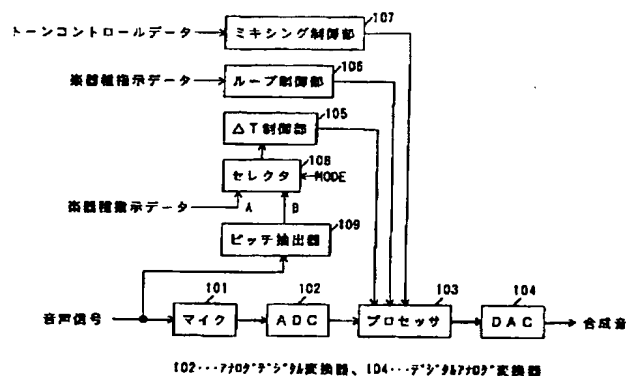 107
トーンコントロールデータ ミキシング制御部
106
楽器種指示データ ループ制御部
105
ΔT制御部
108
セレクタ MODE
楽器種指示データ A B
109
ピッチ抽出器
101 102 103 104
音声信号 マイク ADC プロセッサ DAC 合成音
102・・・アナログデジタル変換器、104・・・デジタルアナログ変換器